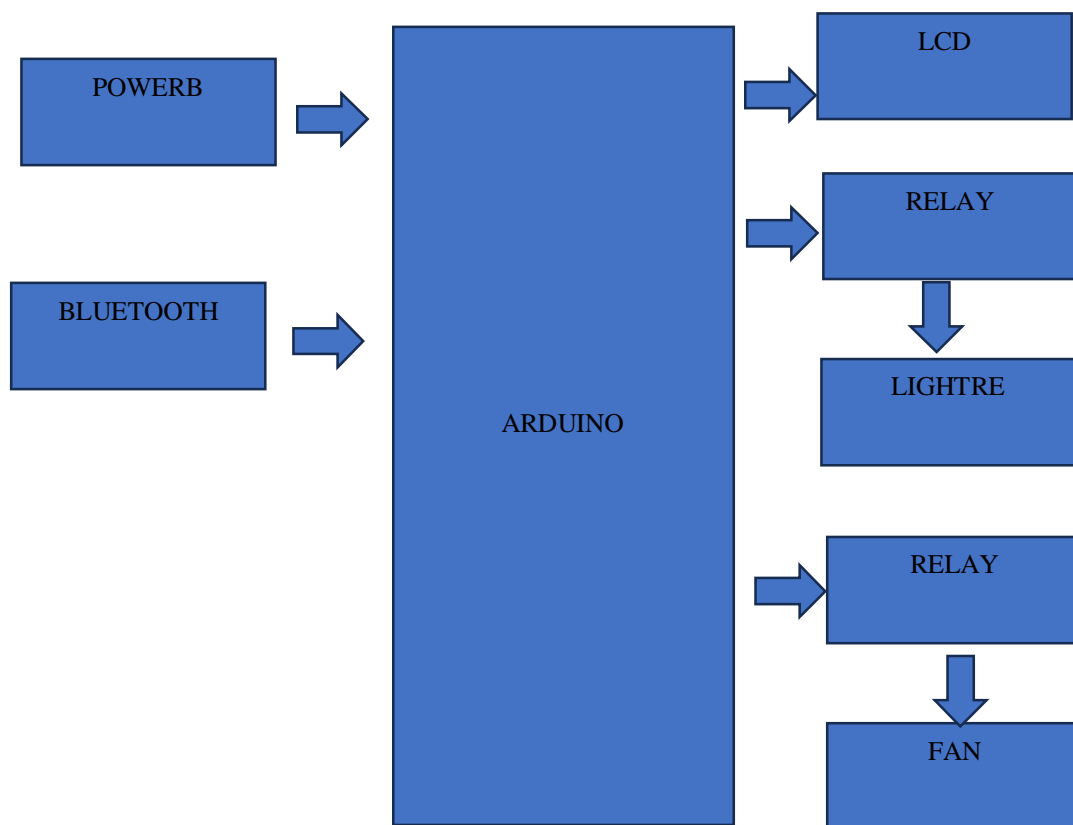 POWERB
BLUETOOTH
ARDUINO
LCD
RELAY
LIGHTRE
RELAY
FAN